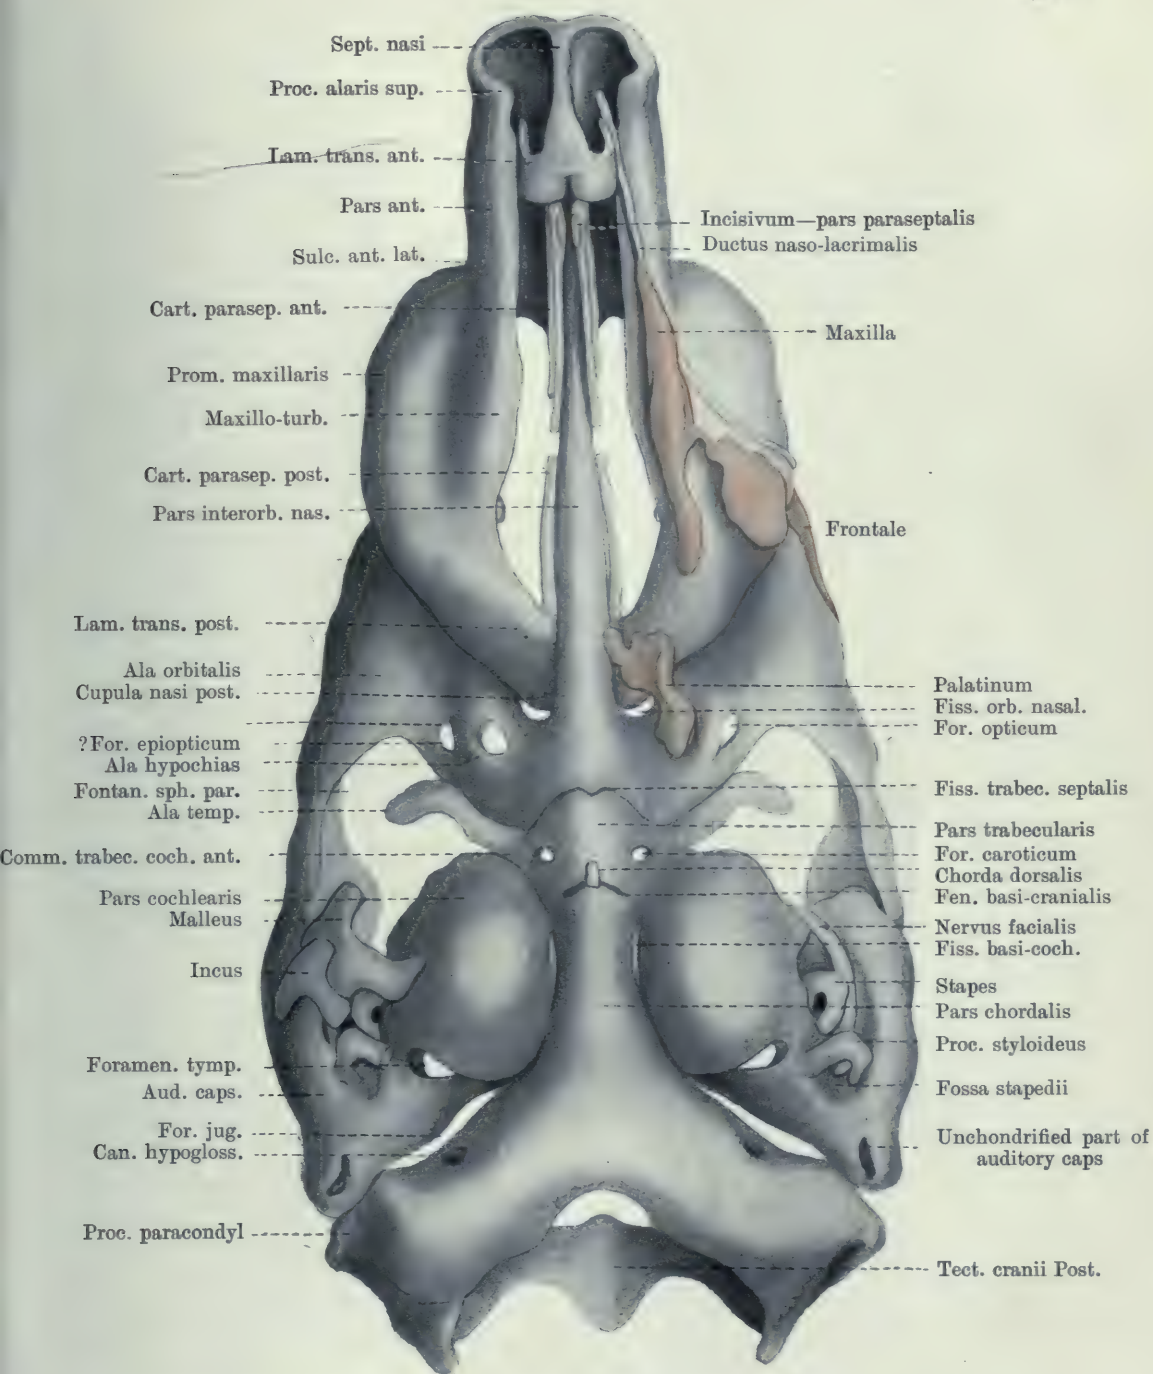 Sept. nasi
Proc. alaris sup.
Lam. trans. ant.
Pars ant.
Sulc. ant. lat.
Cart. parasep. ant.
Prom. maxillaris
Maxillo-turb.
Cart. parasep. post.
Pars interorb. nas.
Lam. trans. post.
Ala orbitalis
Cupula nasi post.
?For. epiopticum
Ala hypochias
Fontan. sph. par.
Ala temp.
Comm. trabec. coch. ant.
Pars cochlearis
Malleus
Incus
Foramen. tymp.
Aud. caps.
For. jug.
Can. hypogloss.
Proc. paracondyl
Incisivum—pars paraseptalis
Ductus naso-lacrimalis
Maxilla
Frontale
Palatinum
Fiss. orb. nasal.
For. opticum
Fiss. trabec. septalis
Pars trabecularis
For. caroticum
Chorda dorsalis
Fen. basi-cranialis
Nervus facialis
Fiss. basi-coch.
Stapes
Pars chordalis
Proc. styloideus
Fossa stapedii
Unchondrified part of
auditory caps
Tect. cranii Post.